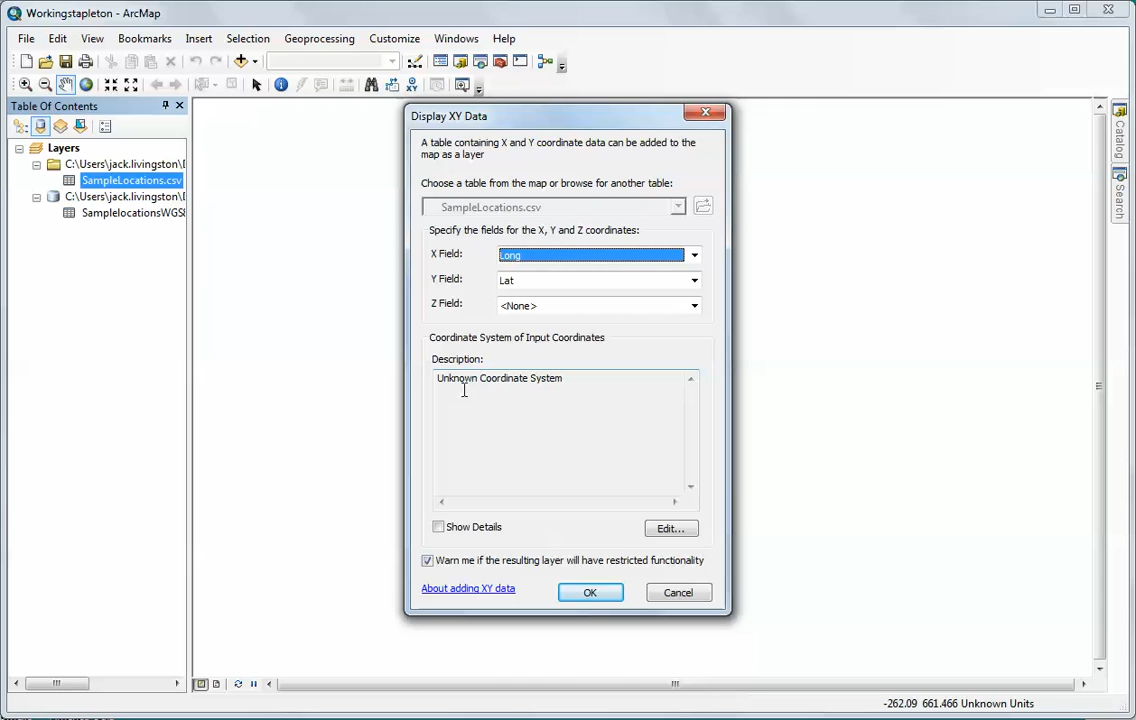 Workingstapleton - ArcMap
File Edit View Bookmarks Insert Selection Geoprocessing Customize Windows Help
Table Of Contents
Layers
C:\Users\jack.livingston\D
SampleLocations.csv
C:\Users\jack.livingston\D
SamplelocationsWGS
Display XY Data
A table containing X and Y coordinate data can be added to the
map as a layer
Choose a table from the map or browse for another table:
SampleLocations.csv
Specify the fields for the X, Y and Z coordinates:
X Field: Long
Y Field: Lat
Z Field: <None>
Coordinate System of Input Coordinates
Description:
Unknown Coordinate System
Show Details
Edit...
Warn me if the resulting layer will have restricted functionality
About adding XY data
OK
Cancel
Catalog
Search
-262.09 661.466 Unknown Units